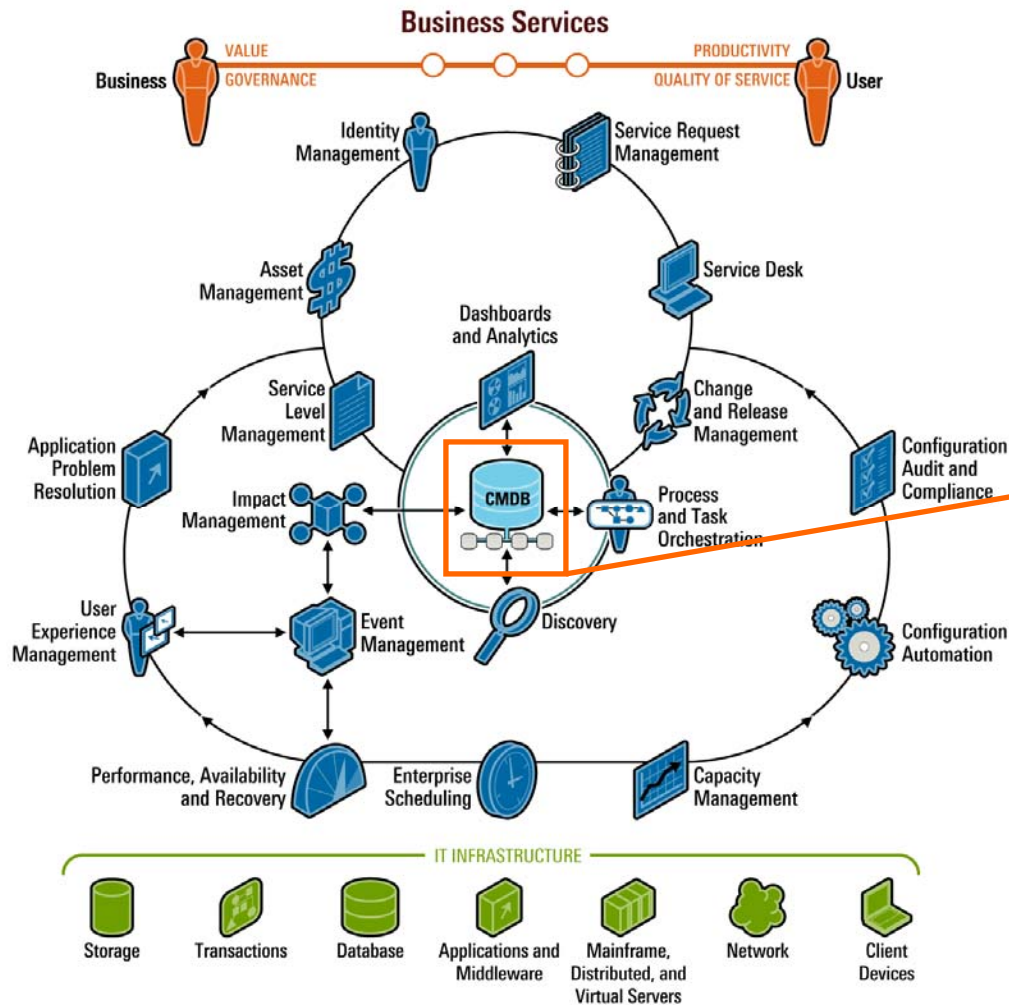 Business Services
VALUE
PRODUCTIVITY
Business
User
GOVERNANCE
QUALITY OF SERVICE
Identity
Management
Service Request
Management
Asset
Management
Service Desk
Dashboards
and Analytics
Service
Level
Management
Change
and Release
Management
Application
Problem
Resolution
Configuration
Audit and
Compliance
Impact
Management
CMDB
Process
and Task
Orchestration
User
Experience
Management
Event
Management
Discovery
Configuration
Automation
Performance, Availability
and Recovery
Enterprise
Scheduling
Capacity
Management
IT INFRASTRUCTURE
Storage
Transactions
Database
Applications and
Middleware
Mainframe,
Distributed, and
Virtual Servers
Network
Client
Devices